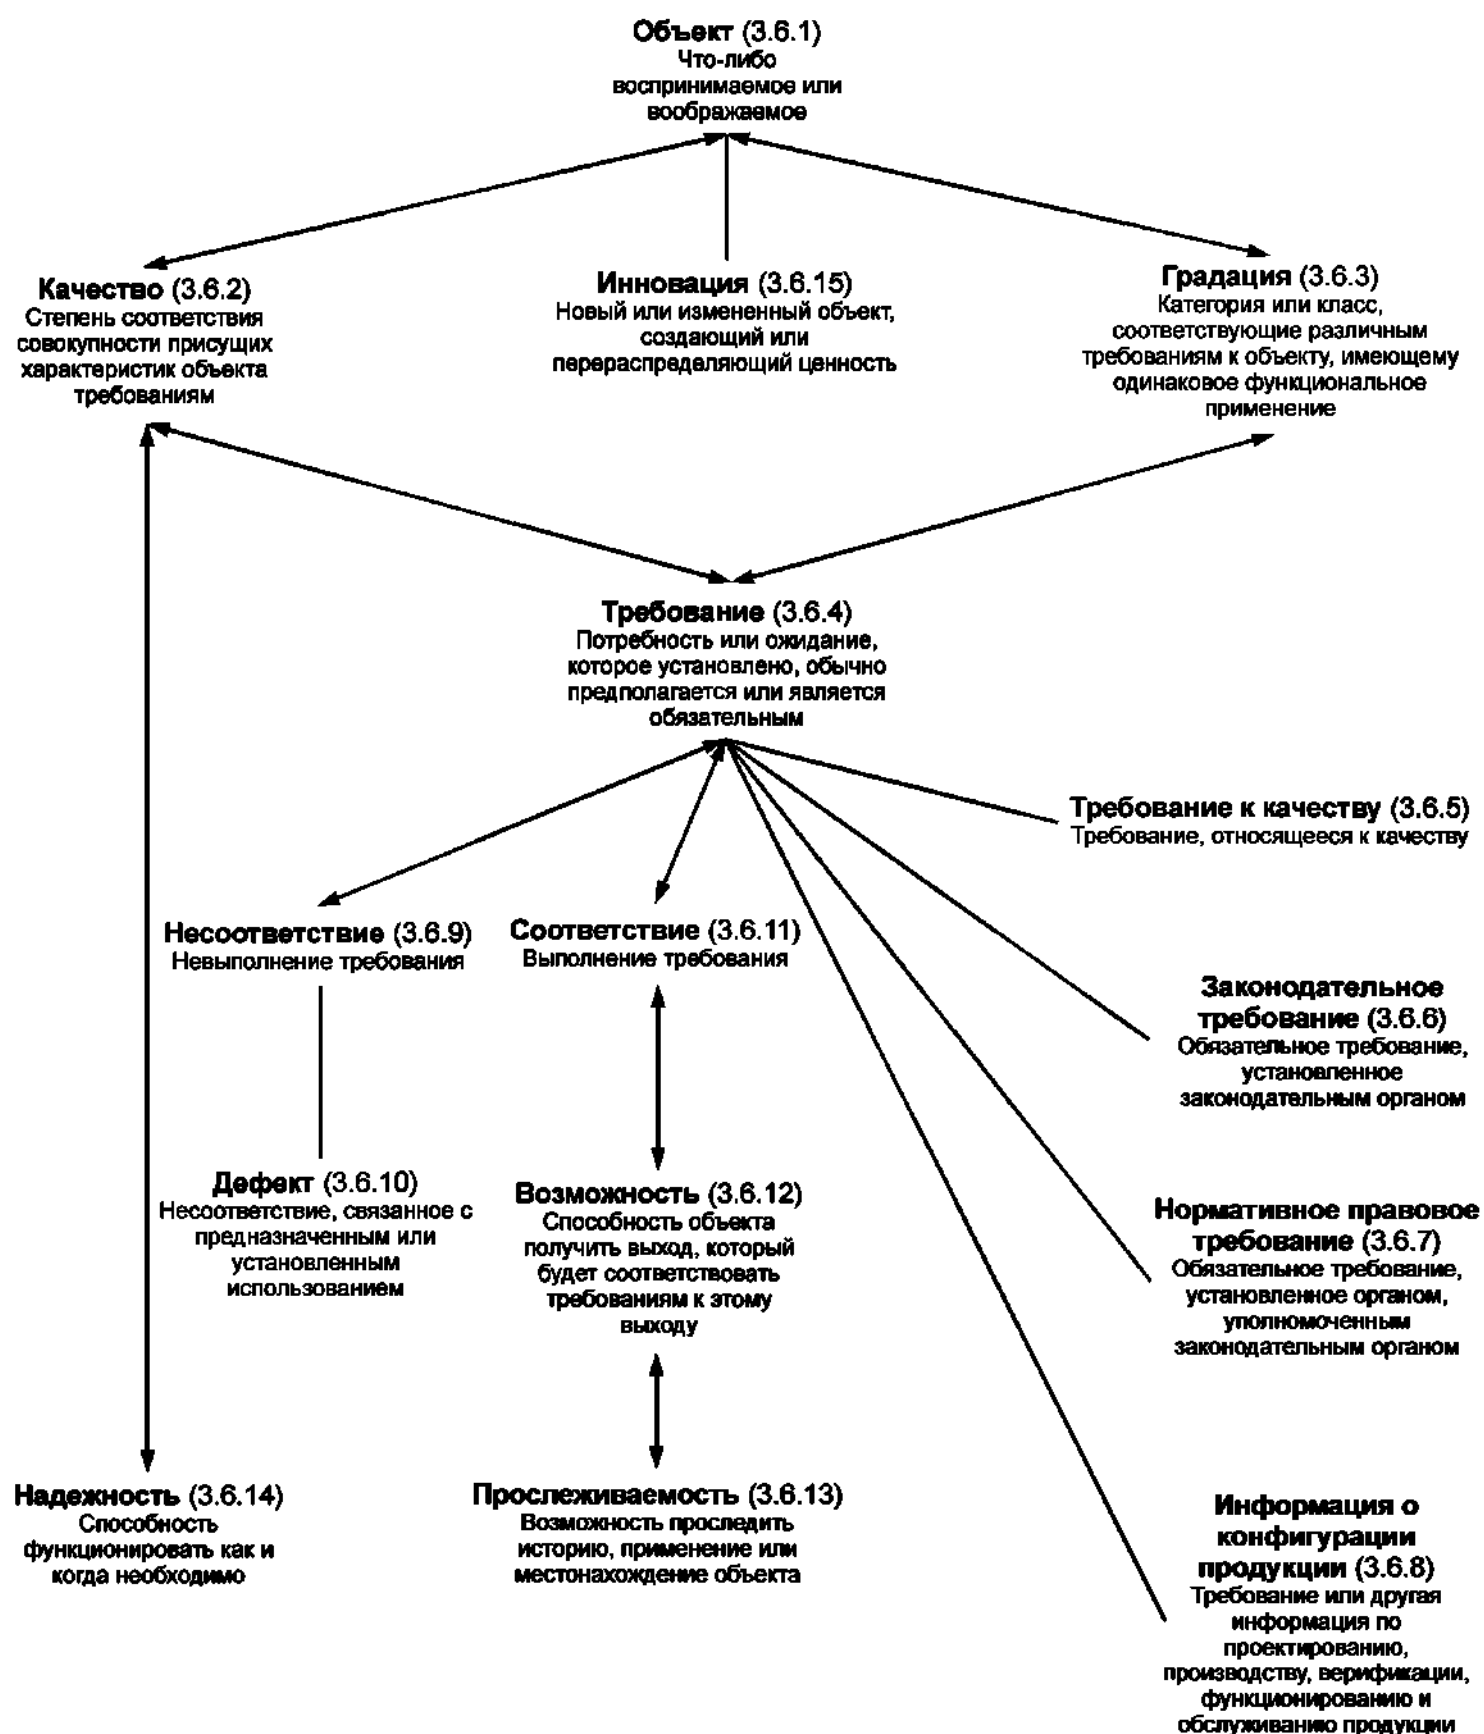 Объект (3.6.1)
Что-либо
воспринимаемое или
воображаемое
Качество (3.6.2)
Степень соответствия
совокупности присущих
характеристик объекта
требованиям
Инновация (3.6.15)
Новый или измененный объект,
создающий или
перераспределяющий ценность
Градация (3.6.3)
Категория или класс,
соответствующие различным
требованиям к объекту, имеющему
одинаковое функциональное
применение
Требование (3.6.4)
Потребность или ожидание,
которое установлено, обычно
предполагается или является
обязательным
Требование к качеству (3.6.5)
Требование, относящееся к качеству
Несоответствие (3.6.9)
Невыполнение требования
Соответствие (3.6.11)
Выполнение требования
Законодательное
требование (3.6.6)
Обязательное требование,
установленное
законодательным органом
Дефект (3.6.10)
Несоответствие, связанное с
предназначенным или
установленным
использованием
Возможность (3.6.12)
Способность объекта
получить выход, который
будет соответствовать
требованиям к этому
выходу
Нормативное правовое
требование (3.6.7)
Обязательное требование,
установленное органом,
уполномоченным
законодательным органом
Надежность (3.6.14)
Способность
функционировать как и
когда необходимо
Прослеживаемость (3.6.13)
Возможность проследить
историю, применение или
местонахождение объекта
Информация о
конфигурации
продукции (3.6.8)
Требование или другая
информация по
проектированию,
производству, верификации,
функционированию и
обслуживанию продукции